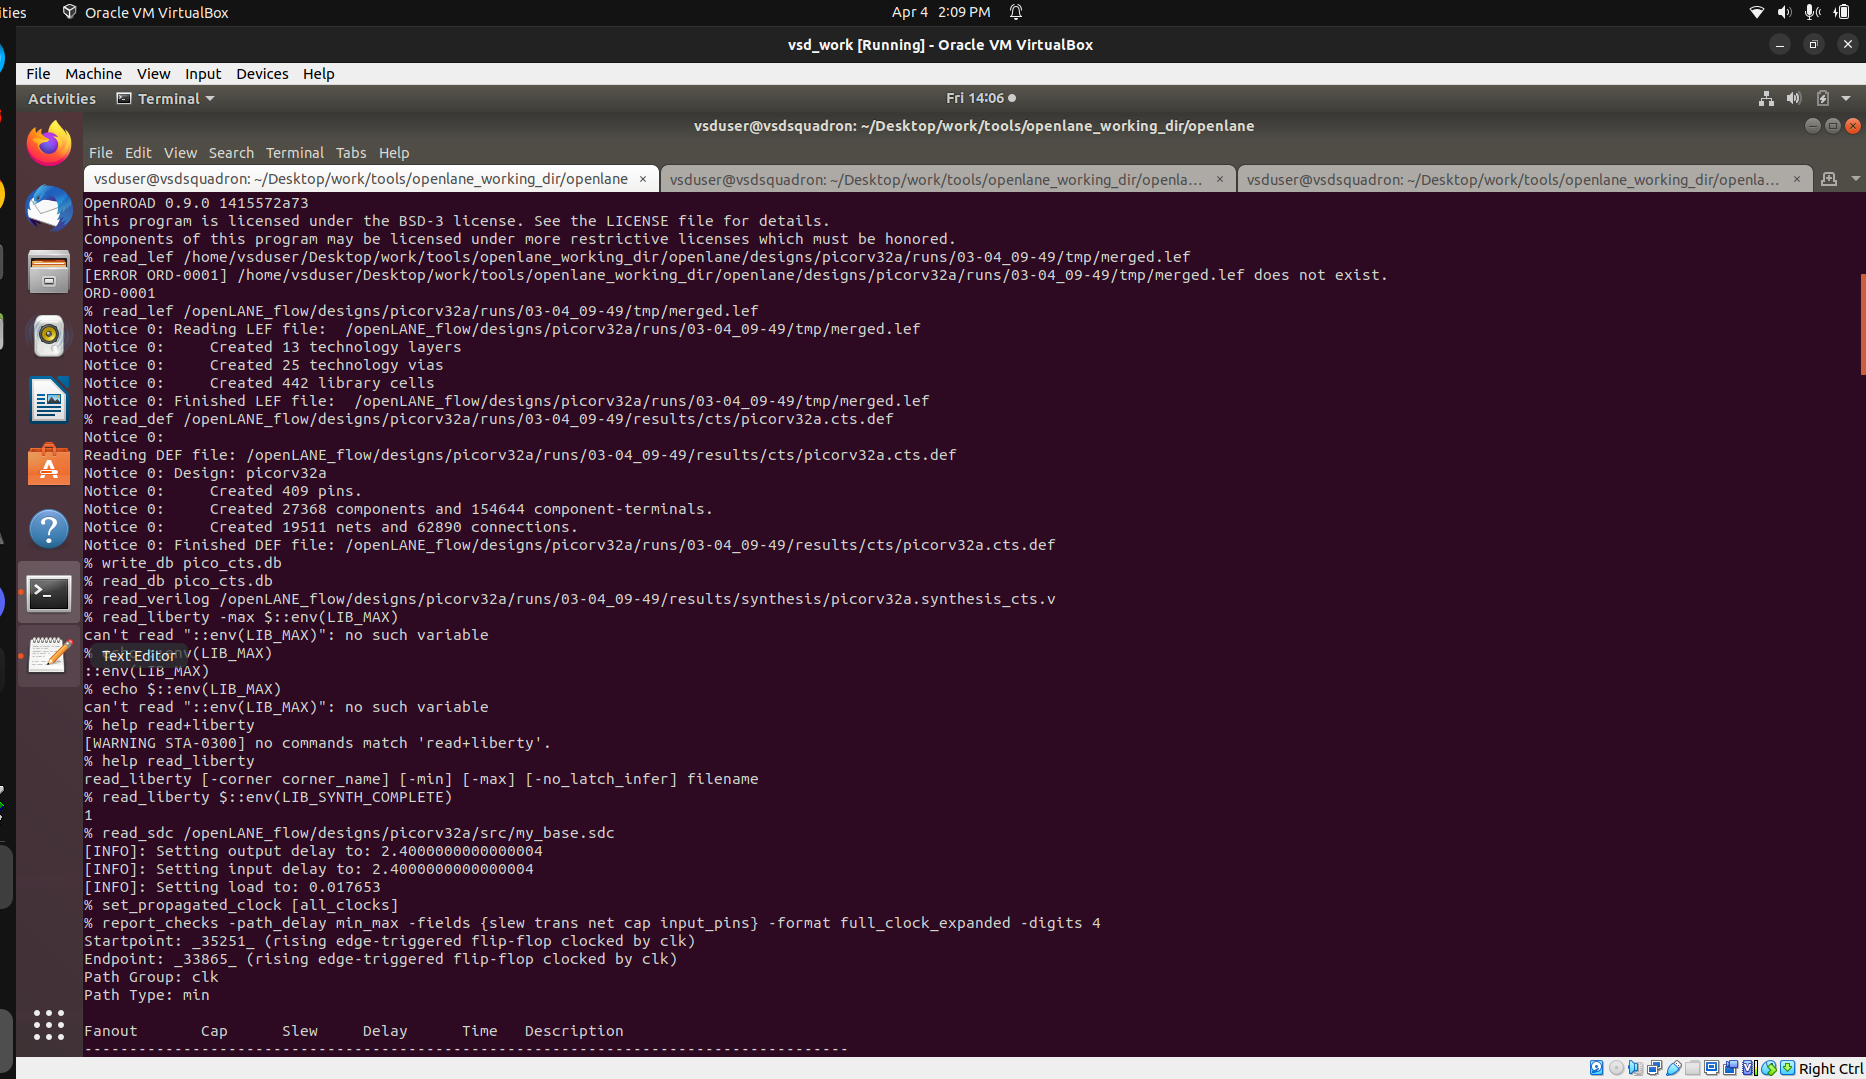 ities
Oracle VM VirtualBox
Apr 4 2:09 PM
vsd_work [Running] - Oracle VM VirtualBox
File Machine View Input Devices Help
Activities Terminal Fri 14:06
vsduser@vsdsquadron: ~/Desktop/work/tools/openlane_working_dir/openlane
File Edit View Search Terminal Tabs Help
vsduser@vsdsquadron: ~/Desktop/work/tools/openlane_working_dir/openlane × vsduser@vsdsquadron: ~/Desktop/work/tools/openlane_working_dir/openla... × vsduser@vsdsquadron: ~/Desktop/work/tools/openlane_working_dir/openla... ×
OpenROAD 0.9.0 1415572a73
This program is licensed under the BSD-3 license. See the LICENSE file for details.
Components of this program may be licensed under more restrictive licenses which must be honored.
% read_lef /home/vsduser/Desktop/work/tools/openlane_working_dir/openlane/designs/picorv32a/runs/03-04_09-49/tmp/merged.lef
[ERROR ORD-0001] /home/vsduser/Desktop/work/tools/openlane_working_dir/openlane/designs/picorv32a/runs/03-04_09-49/tmp/merged.lef does not exist.
ORD-0001
% read_lef /openLANE_flow/designs/picorv32a/runs/03-04_09-49/tmp/merged.lef
Notice 0: Reading LEF file:  /openLANE_flow/designs/picorv32a/runs/03-04_09-49/tmp/merged.lef
Notice 0:     Created 13 technology layers
Notice 0:     Created 25 technology vias
Notice 0:     Created 442 library cells
Notice 0: Finished LEF file:  /openLANE_flow/designs/picorv32a/runs/03-04_09-49/tmp/merged.lef
% read_def /openLANE_flow/designs/picorv32a/runs/03-04_09-49/results/cts/picorv32a.cts.def
Notice 0:
Reading DEF file: /openLANE_flow/designs/picorv32a/runs/03-04_09-49/results/cts/picorv32a.cts.def
Notice 0: Design: picorv32a
Notice 0:     Created 409 pins.
Notice 0:     Created 27368 components and 154644 component-terminals.
Notice 0:     Created 19511 nets and 62890 connections.
Notice 0: Finished DEF file: /openLANE_flow/designs/picorv32a/runs/03-04_09-49/results/cts/picorv32a.cts.def
% write_db pico_cts.db
% read_db pico_cts.db
% read_verilog /openLANE_flow/designs/picorv32a/runs/03-04_09-49/results/synthesis/picorv32a.synthesis_cts.v
% read_liberty -max $::env(LIB_MAX)
can't read "::env(LIB_MAX)": no such variable
% echo ::env(LIB_MAX)
Text Editor
::env(LIB_MAX)
% echo $::env(LIB_MAX)
can't read "::env(LIB_MAX)": no such variable
% help read+liberty
[WARNING STA-0300] no commands match 'read+liberty'.
% help read_liberty
read_liberty [-corner corner_name] [-min] [-max] [-no_latch_infer] filename
% read_liberty $::env(LIB_SYNTH_COMPLETE)
1
% read_sdc /openLANE_flow/designs/picorv32a/src/my_base.sdc
[INFO]: Setting output delay to: 2.4000000000000004
[INFO]: Setting input delay to: 2.4000000000000004
[INFO]: Setting load to: 0.017653
% set_propagated_clock [all_clocks]
% report_checks -path_delay min_max -fields {slew trans net cap input_pins} -format full_clock_expanded -digits 4
Startpoint: _35251_ (rising edge-triggered flip-flop clocked by clk)
Endpoint: _33865_ (rising edge-triggered flip-flop clocked by clk)
Path Group: clk
Path Type: min
Fanout       Cap      Slew     Delay      Time   Description
-------------------------------------------------------------------------------------
Right Ctrl